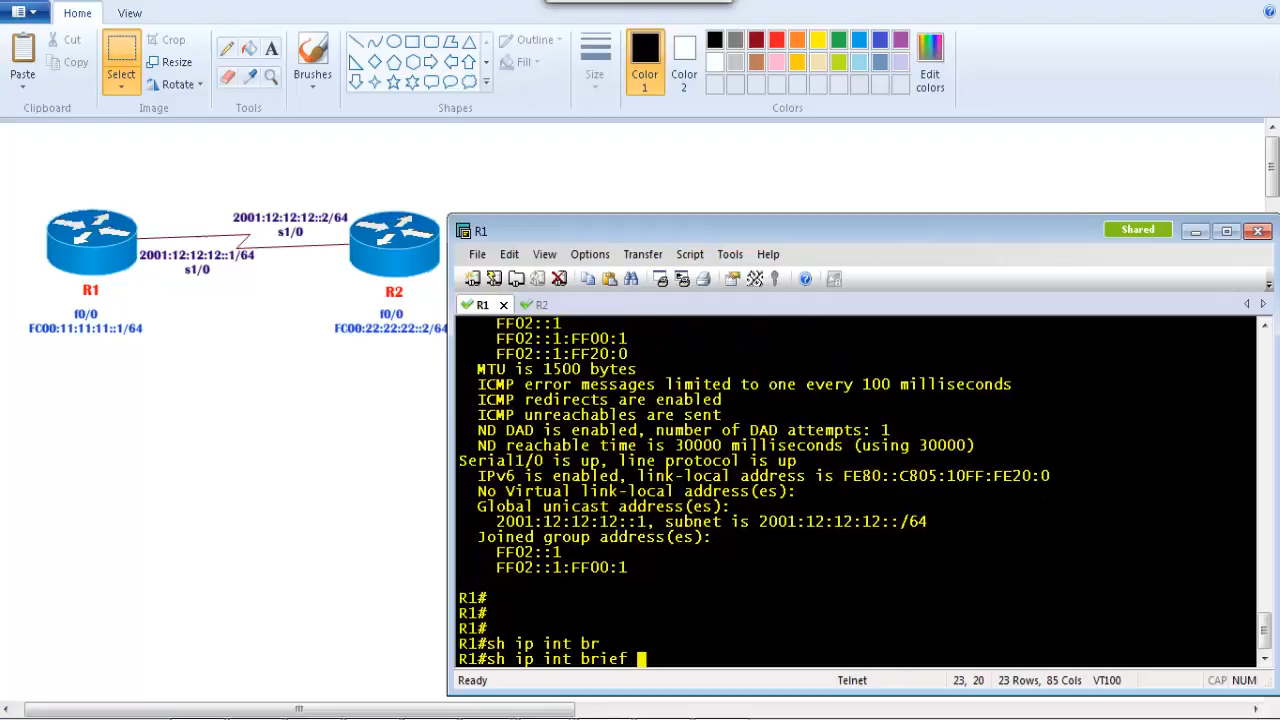 Home
View
Paste
Cut
Copy
Clipboard
Select
Crop
Resize
Rotate
Image
Tools
Brushes
Shapes
Outline
Fill
Size
Color
1
Color
2
Edit
colors
Colors
2001:12:12:12::2/64
s1/0
2001:12:12:12::1/64
s1/0
R1
R2
f0/0
FC00:11:11:11::1/64
f0/0
FC00:22:22:22::2/64
R1
Shared
File Edit View Options Transfer Script Tools Help
R1
R2
FF02::1
FF02::1:FF00:1
FF02::1:FF20:0
MTU is 1500 bytes
ICMP error messages limited to one every 100 milliseconds
ICMP redirects are enabled
ICMP unreachables are sent
ND DAD is enabled, number of DAD attempts: 1
ND reachable time is 30000 milliseconds (using 30000)
Serial1/0 is up, line protocol is up
IPv6 is enabled, link-local address is FE80::C805:10FF:FE20:0
No Virtual link-local address(es):
Global unicast address(es):
2001:12:12:12::1, subnet is 2001:12:12:12::/64
Joined group address(es):
FF02::1
FF02::1:FF00:1
R1#
R1#
R1#
R1#sh ip int br
R1#sh ip int brief
Ready
Telnet
23, 20
23 Rows, 85 Cols
VT100
CAP
NUM